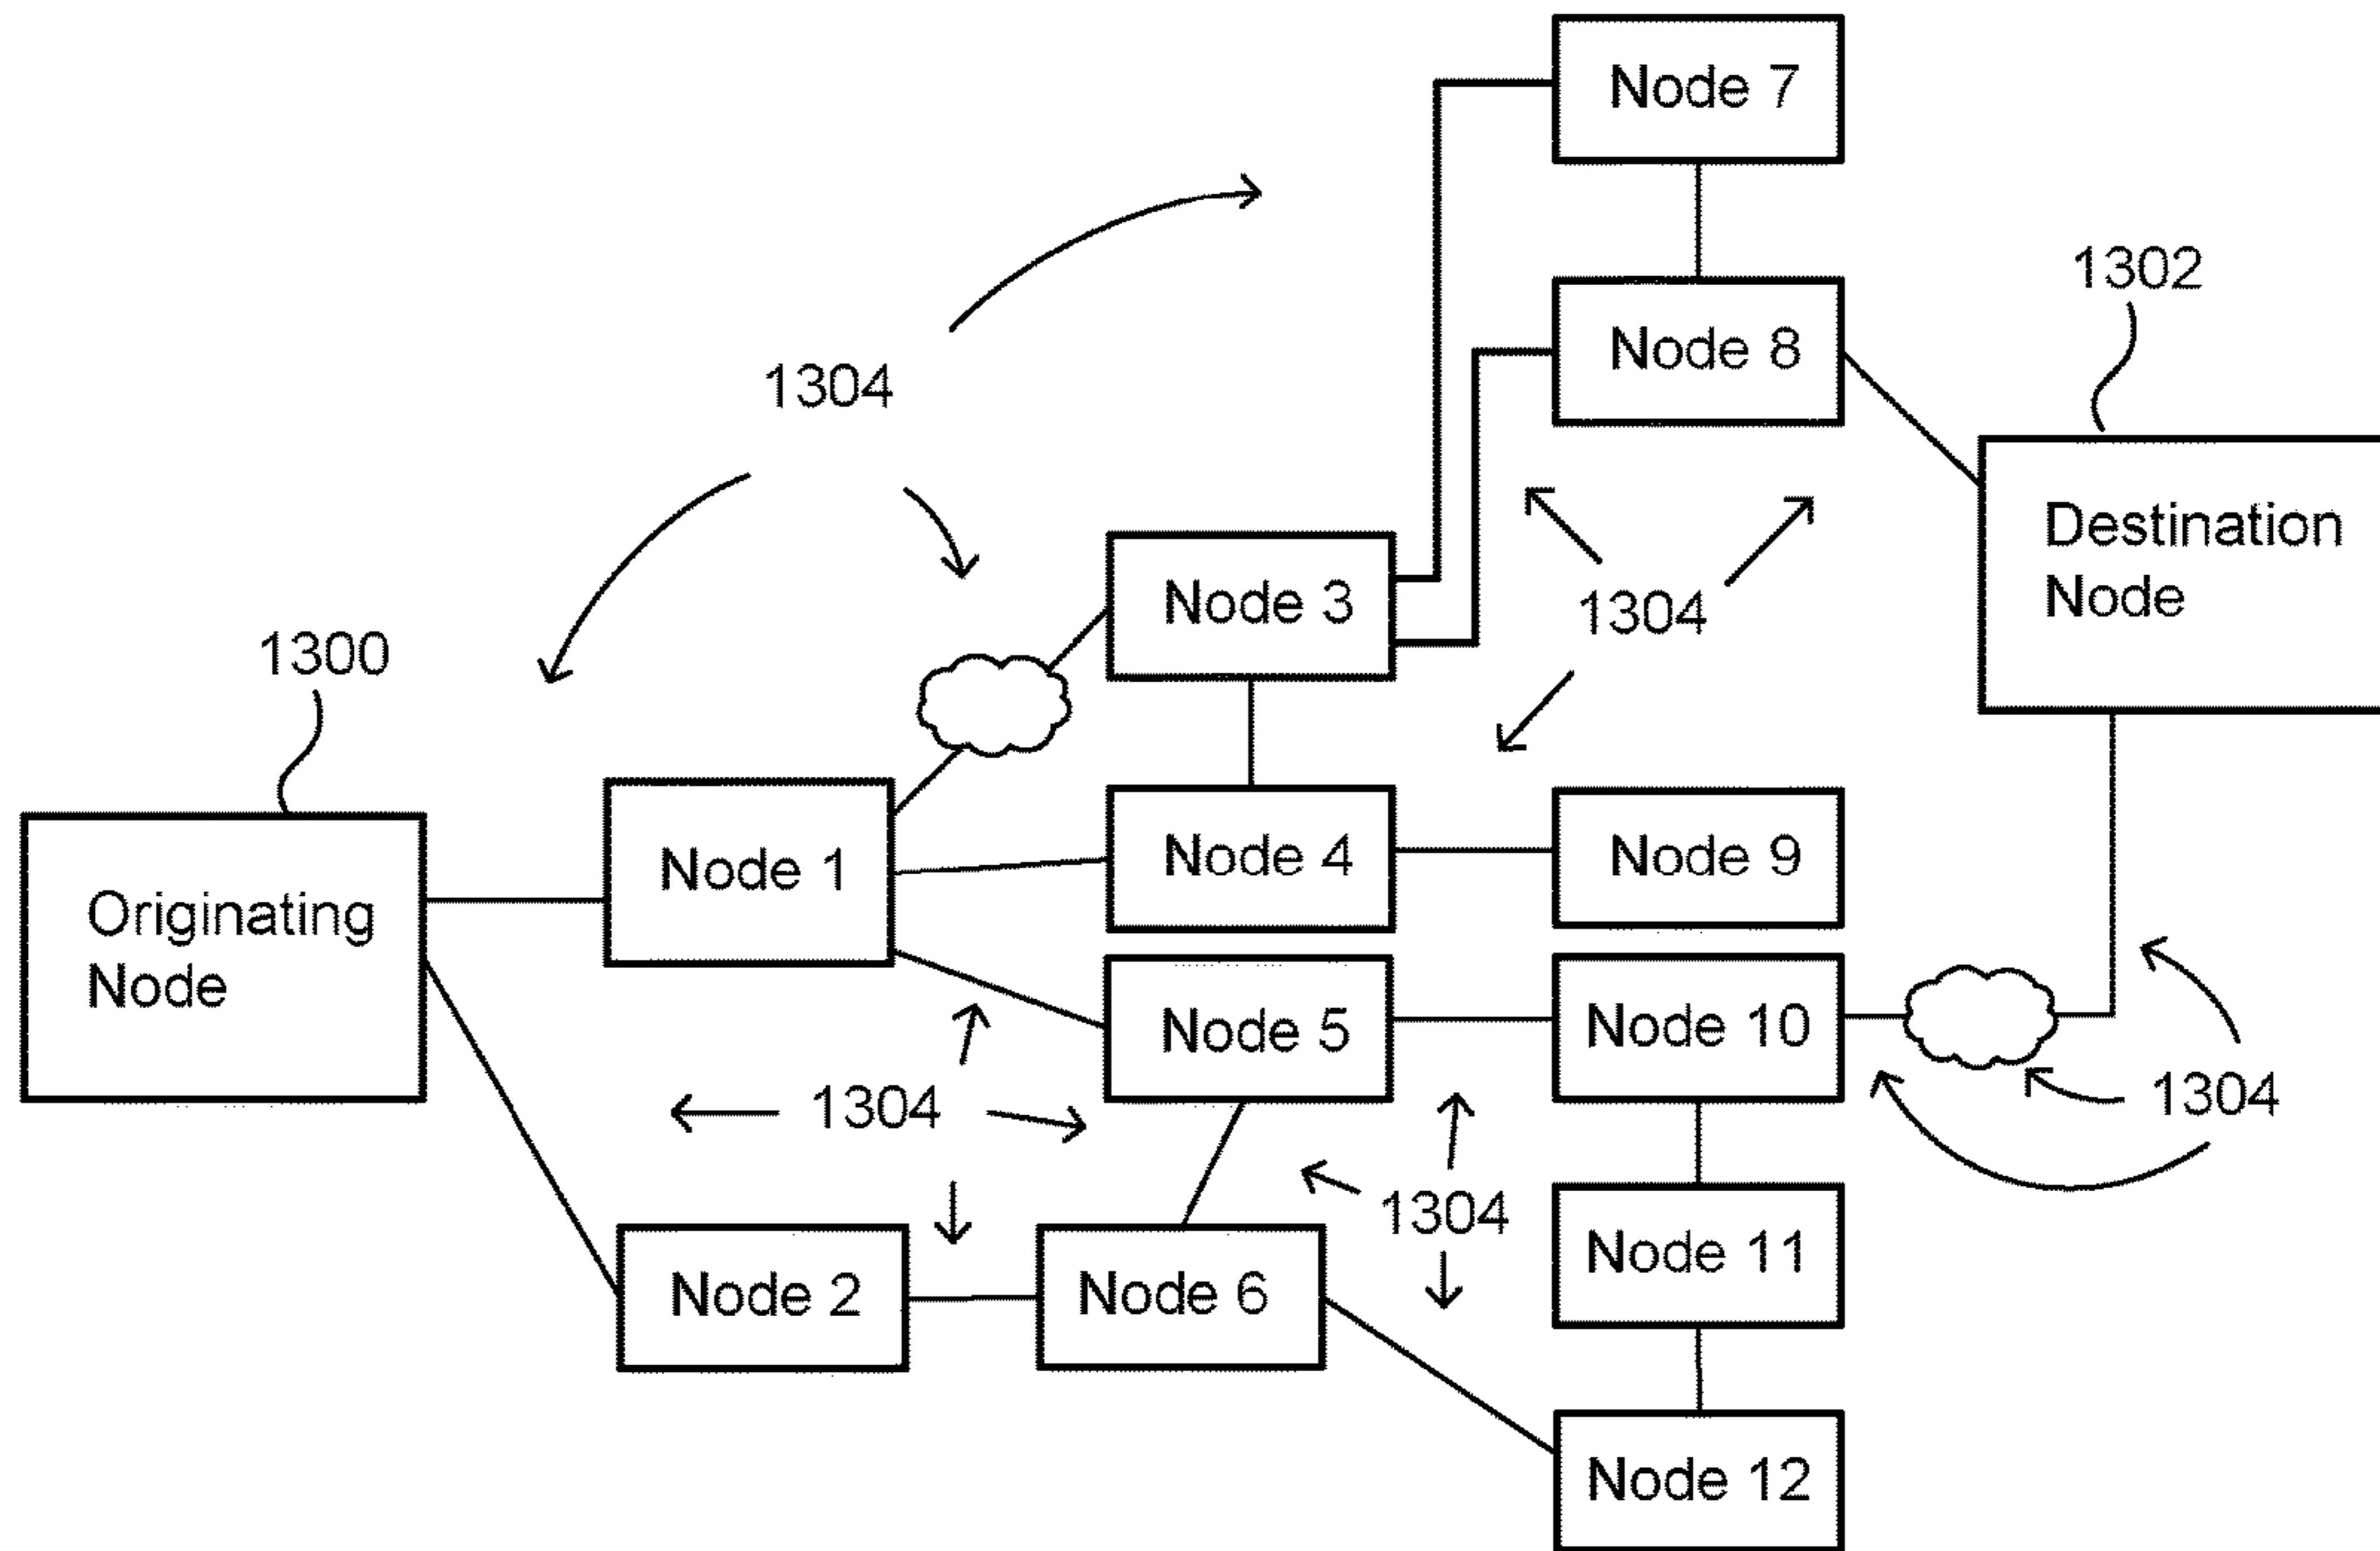 Node 7
1302
Node 8
1304
Destination
Node
Node 3
1304
1300
Node 1
Node 4
Node 9
Originating
Node
Node 5
Node 10
1304
1304
1304
Node 2
Node 6
Node 11
Node 12